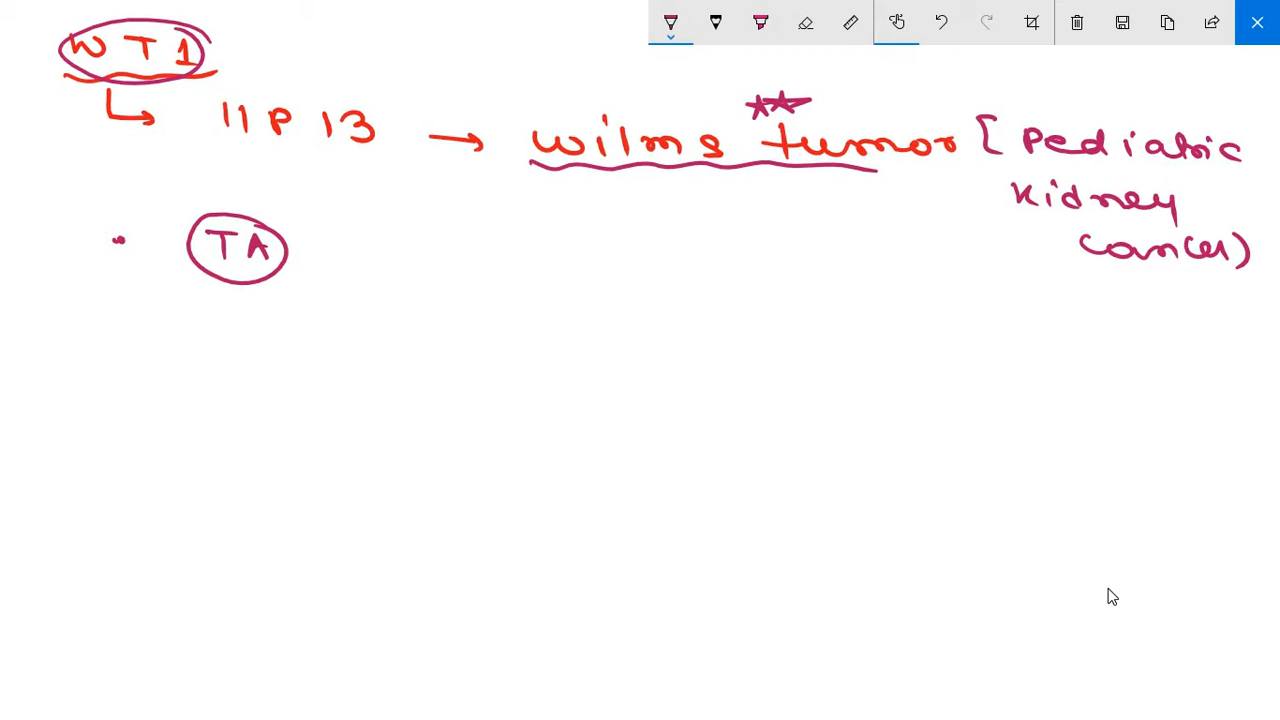 WT1
11P13 → Wilms tumor [Pediatric
Kidney
cancer)
• TA